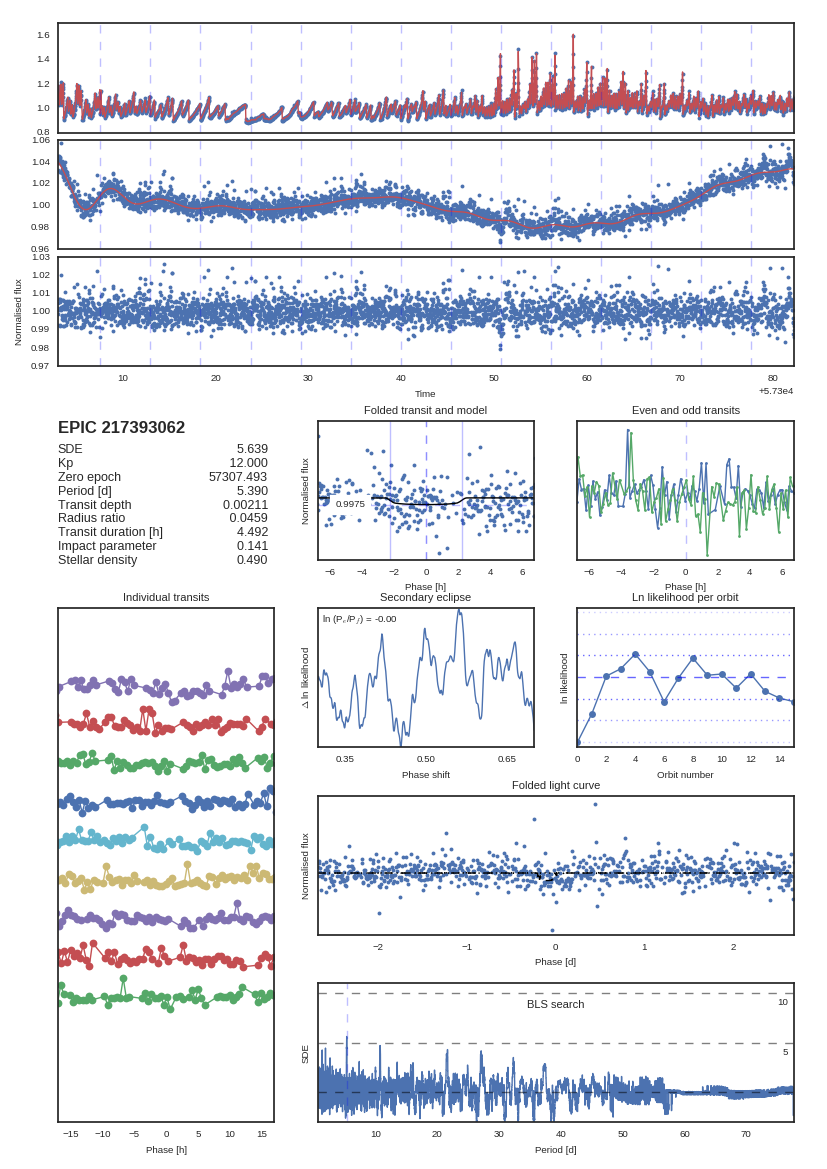 1.6
1.4
1.2
1.0
0.8
1.06
1.04
1.02
1.00
0.98
0.96
1.03
1.02
1.01
1.00
0.99
0.98
0.97
Normalised flux
10 20 30 40 50 60 70 80
Time
+5.73e4
EPIC 217393062
SDE 5.639
Kp 12.000
Zero epoch 57307.493
Period [d] 5.390
Transit depth 0.00211
Radius ratio 0.0459
Transit duration [h] 4.492
Impact parameter 0.141
Stellar density 0.490
Folded transit and model
Normalised flux
0.9975
−6 −4 −2 0 2 4 6
Phase [h]
Even and odd transits
−6 −4 −2 0 2 4 6
Phase [h]
Individual transits
−15 −10 −5 0 5 10 15
Phase [h]
Secondary eclipse
ln (Pₑ/P𝑓) = -0.00
Δ ln likelihood
0.35 0.50 0.65
Phase shift
Ln likelihood per orbit
ln likelihood
0 2 4 6 8 10 12 14
Orbit number
Folded light curve
Normalised flux
−2 −1 0 1 2
Phase [d]
BLS search
10
5
SDE
10 20 30 40 50 60 70
Period [d]